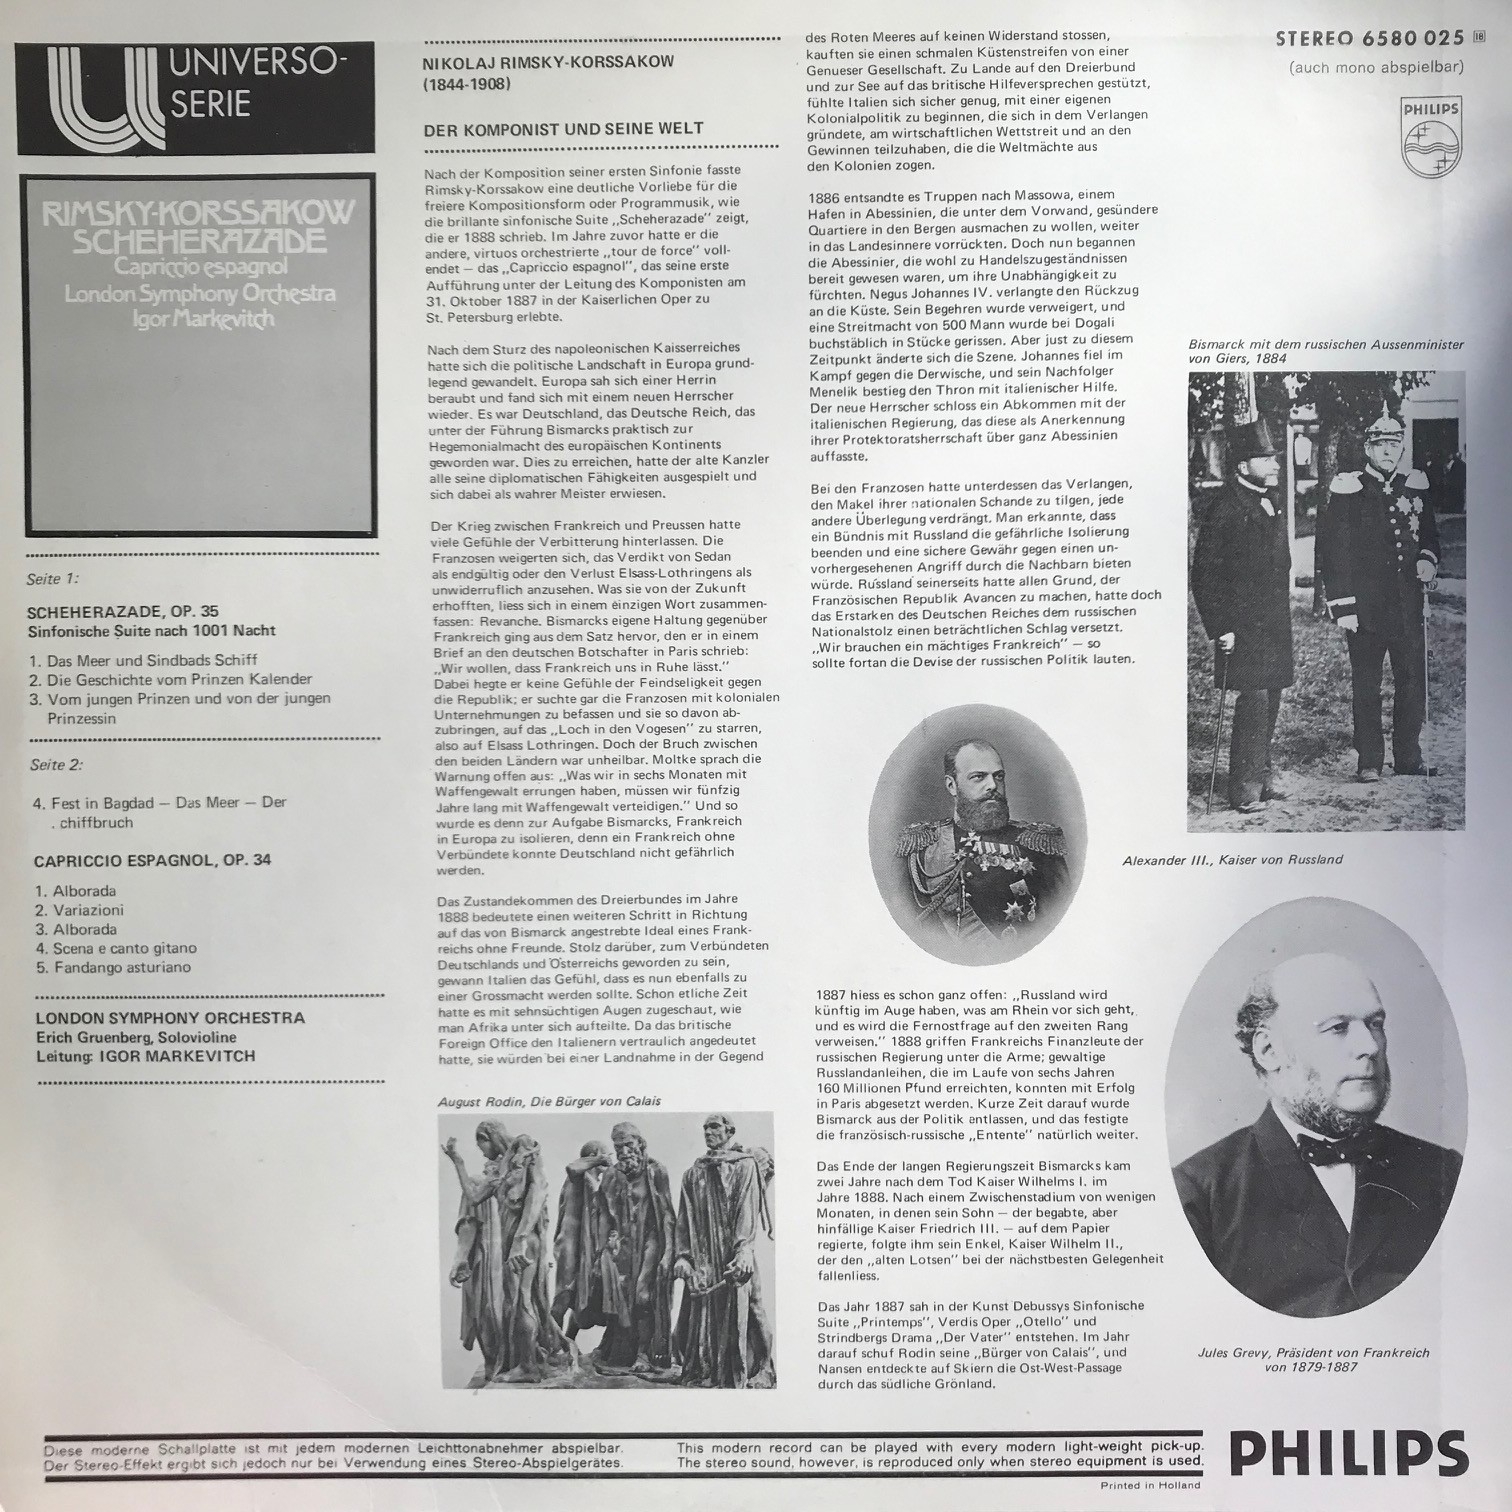 UNIVERSO-
SERIE
RIMSKY-KORSSAKOW
SCHEHERAZADE
Capriccio espagnol
London Symphony Orchestra
Igor Markevitch
Seite 1:
SCHEHERAZADE, OP. 35
Sinfonische Suite nach 1001 Nacht
1. Das Meer und Sindbads Schiff
2. Die Geschichte vom Prinzen Kalender
3. Vom jungen Prinzen und von der jungen
Prinzessin
Seite 2:
4. Fest in Bagdad — Das Meer — Der
. chiffbruch
CAPRICCIO ESPAGNOL, OP. 34
1. Alborada
2. Variazioni
3. Alborada
4. Scena e canto gitano
5. Fandango asturiano
LONDON SYMPHONY ORCHESTRA
Erich Gruenberg, Solovioline
Leitung: IGOR MARKEVITCH
NIKOLAJ RIMSKY-KORSSAKOW
(1844-1908)
DER KOMPONIST UND SEINE WELT
Nach der Komposition seiner ersten Sinfonie fasste
Rimsky-Korssakow eine deutliche Vorliebe für die
freiere Kompositionsform oder Programmusik, wie
die brillante sinfonische Suite „Scheherazade" zeigt,
die er 1888 schrieb. Im Jahre zuvor hatte er die
andere, virtuos orchestrierte „tour de force" voll-
endet — das „Capriccio espagnol", das seine erste
Aufführung unter der Leitung des Komponisten am
31. Oktober 1887 in der Kaiserlichen Oper zu
St. Petersburg erlebte.
Nach dem Sturz des napoleonischen Kaisserreiches
hatte sich die politische Landschaft in Europa grund-
legend gewandelt. Europa sah sich einer Herrin
beraubt und fand sich mit einem neuen Herrscher
wieder. Es war Deutschland, das Deutsche Reich, das
unter der Führung Bismarcks praktisch zur
Hegemonialmacht des europäischen Kontinents
geworden war. Dies zu erreichen, hatte der alte Kanzler
alle seine diplomatischen Fähigkeiten ausgespielt und
sich dabei als wahrer Meister erwiesen.
Der Krieg zwischen Frankreich und Preussen hatte
viele Gefühle der Verbitterung hinterlassen. Die
Franzosen weigerten sich, das Verdikt von Sedan
als endgültig oder den Verlust Elsass-Lothringens als
unwiderruflich anzusehen. Was sie von der Zukunft
erhofften, liess sich in einem einzigen Wort zusammen-
fassen: Revanche. Bismarcks eigene Haltung gegenüber
Frankreich ging aus dem Satz hervor, den er in einem
Brief an den deutschen Botschafter in Paris schrieb:
„Wir wollen, dass Frankreich uns in Ruhe lässt."
Dabei hegte er keine Gefühle der Feindseligkeit gegen
die Republik; er suchte gar die Franzosen mit kolonialen
Unternehmungen zu befassen und sie so davon ab-
zubringen, auf das „Loch in den Vogesen" zu starren,
also auf Elsass Lothringen. Doch der Bruch zwischen
den beiden Ländern war unheilbar. Moltke sprach die
Warnung offen aus: „Was wir in sechs Monaten mit
Waffengewalt errungen haben, müssen wir fünfzig
Jahre lang mit Waffengewalt verteidigen." Und so
wurde es denn zur Aufgabe Bismarcks, Frankreich
in Europa zu isolieren, denn ein Frankreich ohne
Verbündete konnte Deutschland nicht gefährlich
werden.
Das Zustandekommen des Dreierbundes im Jahre
1888 bedeutete einen weiteren Schritt in Richtung
auf das von Bismarck angestrebte Ideal eines Frank-
reichs ohne Freunde. Stolz darüber, zum Verbündeten
Deutschlands und Österreichs geworden zu sein,
gewann Italien das Gefühl, dass es nun ebenfalls zu
einer Grossmacht werden sollte. Schon etliche Zeit
hatte es mit sehnsüchtigen Augen zugeschaut, wie
man Afrika unter sich aufteilte. Da das britische
Foreign Office den Italienern vertraulich angedeutet
hatte, sie würden bei einer Landnahme in der Gegend
August Rodin, Die Bürger von Calais
des Roten Meeres auf keinen Widerstand stossen,
kauften sie einen schmalen Küstenstreifen von einer
Genueser Gesellschaft. Zu Lande auf den Dreierbund
und zur See auf das britische Hilfeversprechen gestützt,
fühlte Italien sich sicher genug, mit einer eigenen
Kolonialpolitik zu beginnen, die sich in dem Verlangen
gründete, am wirtschaftlichen Wettstreit und an den
Gewinnen teilzuhaben, die die Weltmächte aus
den Kolonien zogen.
1886 entsandte es Truppen nach Massowa, einem
Hafen in Abessinien, die unter dem Vorwand, gesündere
Quartiere in den Bergen ausmachen zu wollen, weiter
in das Landesinnere vorrückten. Doch nun begannen
die Abessinier, die wohl zu Handelszugeständnissen
bereit gewesen waren, um ihre Unabhängigkeit zu
fürchten. Negus Johannes IV. verlangte den Rückzug
an die Küste. Sein Begehren wurde verweigert, und
eine Streitmacht von 500 Mann wurde bei Dogali
buchstäblich in Stücke gerissen. Aber just zu diesem
Zeitpunkt änderte sich die Szene. Johannes fiel im
Kampf gegen die Derwische, und sein Nachfolger
Menelik bestieg den Thron mit italienischer Hilfe.
Der neue Herrscher schloss ein Abkommen mit der
italienischen Regierung, das diese als Anerkennung
ihrer Protektoratsherrschaft über ganz Abessinien
auffasste.
Bei den Franzosen hatte unterdessen das Verlangen,
den Makel ihrer nationalen Schande zu tilgen, jede
andere Überlegung verdrängt. Man erkannte, dass
ein Bündnis mit Russland die gefährliche Isolierung
beenden und eine sichere Gewähr gegen einen un-
vorhergesehenen Angriff durch die Nachbarn bieten
würde. Russland seinerseits hatte allen Grund, der
Französischen Republik Avancen zu machen, hatte doch
das Erstarken des Deutschen Reiches dem russischen
Nationalstolz einen beträchtlichen Schlag versetzt.
„Wir brauchen ein mächtiges Frankreich" — so
sollte fortan die Devise der russischen Politik lauten.
1887 hiess es schon ganz offen: „Russland wird
künftig im Auge haben, was am Rhein vor sich geht,
und es wird die Fernostfrage auf den zweiten Rang
verweisen." 1888 griffen Frankreichs Finanzleute der
russischen Regierung unter die Arme; gewaltige
Russlandanleihen, die im Laufe von sechs Jahren
160 Millionen Pfund erreichten, konnten mit Erfolg
in Paris abgesetzt werden. Kurze Zeit darauf wurde
Bismarck aus der Politik entlassen, und das festigte
die französisch-russische „Entente" natürlich weiter.
Das Ende der langen Regierungszeit Bismarcks kam
zwei Jahre nach dem Tod Kaiser Wilhelms I. im
Jahre 1888. Nach einem Zwischenstadium von wenigen
Monaten, in denen sein Sohn — der begabte, aber
hinfällige Kaiser Friedrich III. — auf dem Papier
regierte, folgte ihm sein Enkel, Kaiser Wilhelm II.,
der den „alten Lotsen" bei der nächstbesten Gelegenheit
fallenliess.
Das Jahr 1887 sah in der Kunst Debussys Sinfonische
Suite „Printemps", Verdis Oper „Otello" und
Strindbergs Drama „Der Vater" entstehen. Im Jahr
darauf schuf Rodin seine „Bürger von Calais", und
Nansen entdeckte auf Skiern die Ost-West-Passage
durch das südliche Grönland.
STEREO 6580 025
(auch mono abspielbar)
PHILIPS
Bismarck mit dem russischen Aussenminister
von Giers, 1884
Alexander III., Kaiser von Russland
Jules Grevy, Präsident von Frankreich
von 1879-1887
Diese moderne Schallplatte ist mit jedem modernen Leichttonabnehmer abspielbar.
Der Stereo-Effekt ergibt sich jedoch nur bei Verwendung eines Stereo-Abspielgerätes.
This modern record can be played with every modern light-weight pick-up.
The stereo sound, however, is reproduced only when stereo equipment is used.
Printed in Holland
PHILIPS